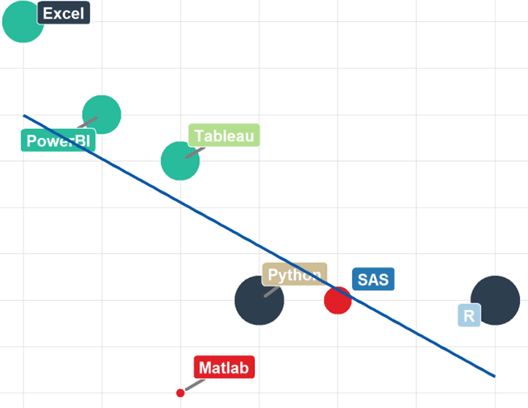 Excel
PowerBI
Tableau
Python
SAS
R
Matlab